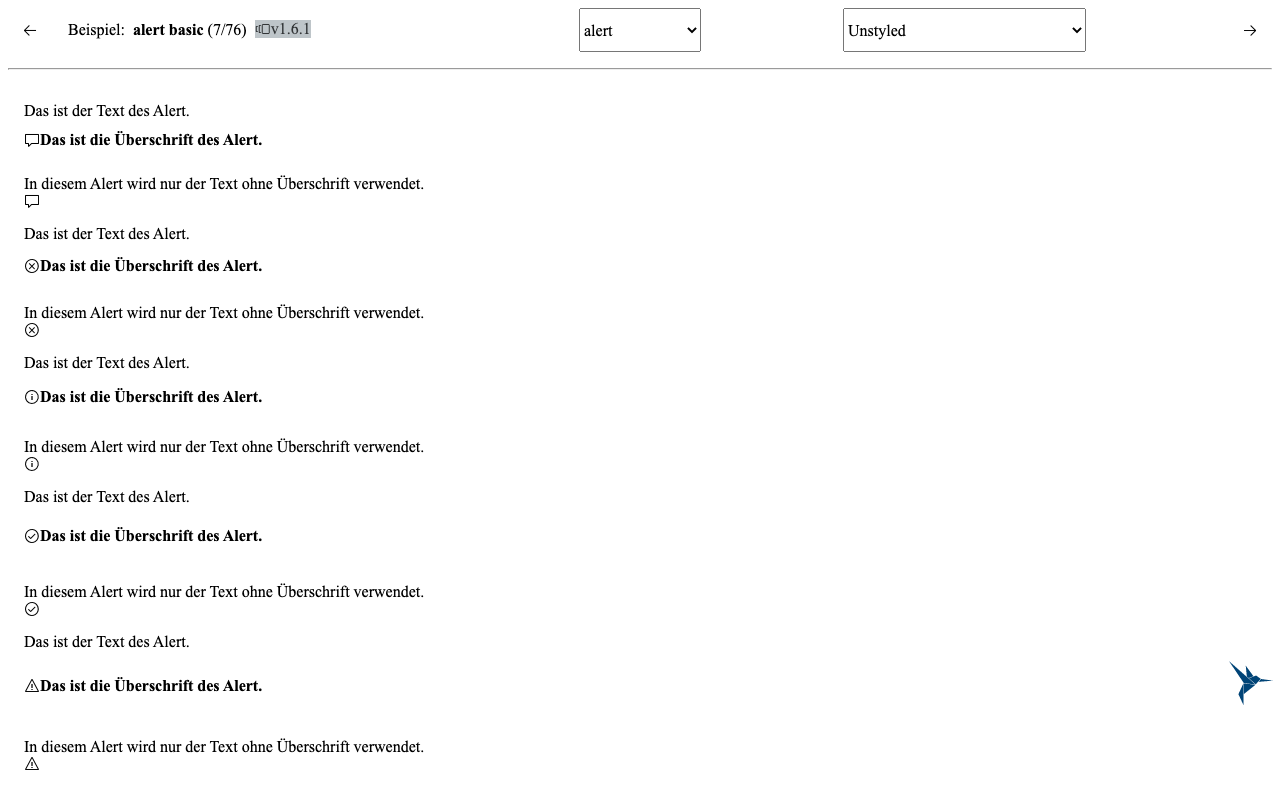 Beispiel: alert basic (7/76) v1.6.1 alert Unstyled
Das ist der Text des Alert.
Das ist die Überschrift des Alert.
In diesem Alert wird nur der Text ohne Überschrift verwendet.
Das ist der Text des Alert.
Das ist die Überschrift des Alert.
In diesem Alert wird nur der Text ohne Überschrift verwendet.
Das ist der Text des Alert.
Das ist die Überschrift des Alert.
In diesem Alert wird nur der Text ohne Überschrift verwendet.
Das ist der Text des Alert.
Das ist die Überschrift des Alert.
In diesem Alert wird nur der Text ohne Überschrift verwendet.
Das ist der Text des Alert.
Das ist die Überschrift des Alert.
In diesem Alert wird nur der Text ohne Überschrift verwendet.